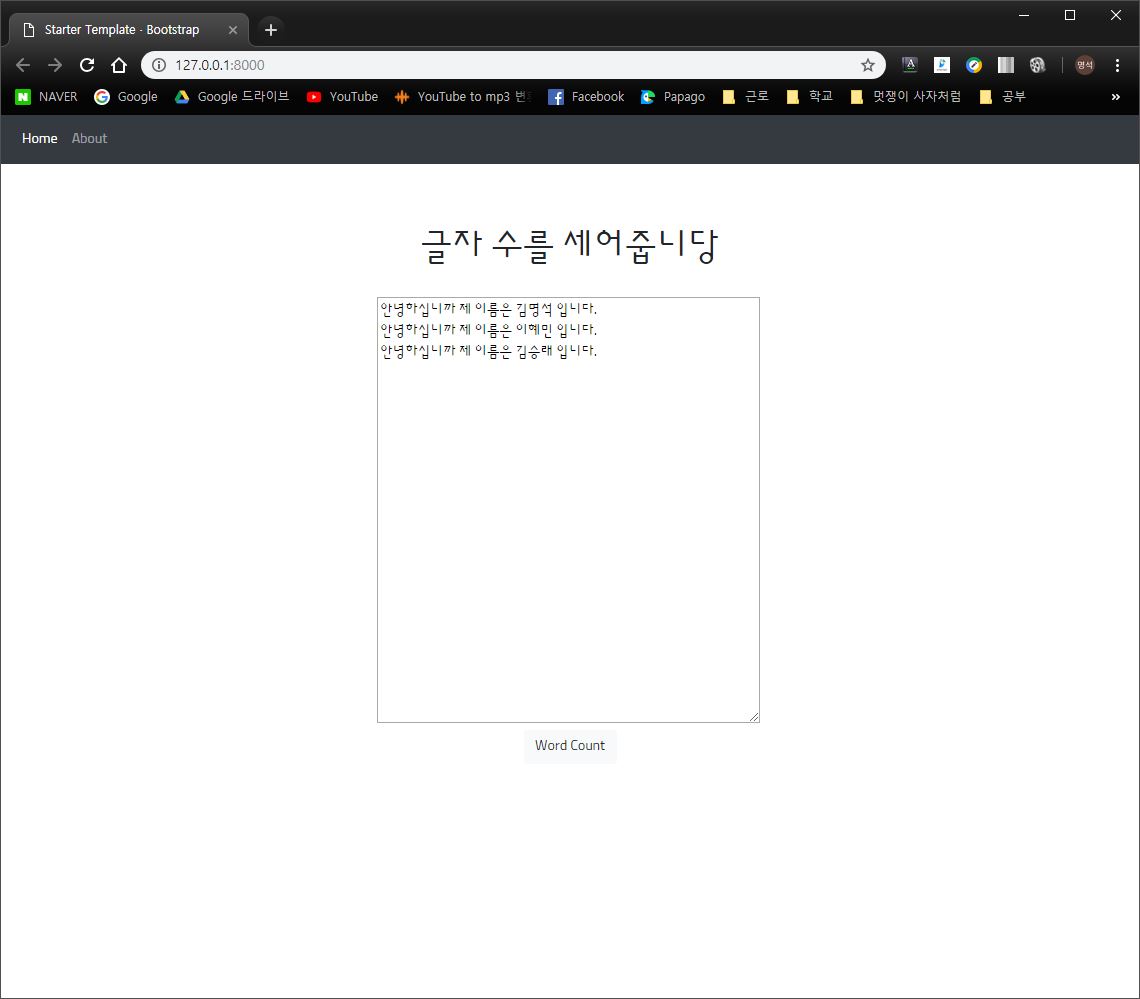 Starter Template · Bootstrap
127.0.0.1:8000
명석
NAVER Google Google 드라이브 YouTube YouTube to mp3 변 Facebook Papago 근로 학교 멋쟁이 사자처럼 공부 »
Home About
글자 수를 세어줍니당
안녕하십니까 제 이름은 김명석 입니다.
안녕하십니까 제 이름은 이혜민 입니다.
안녕하십니까 제 이름은 김승래 입니다.
Word Count